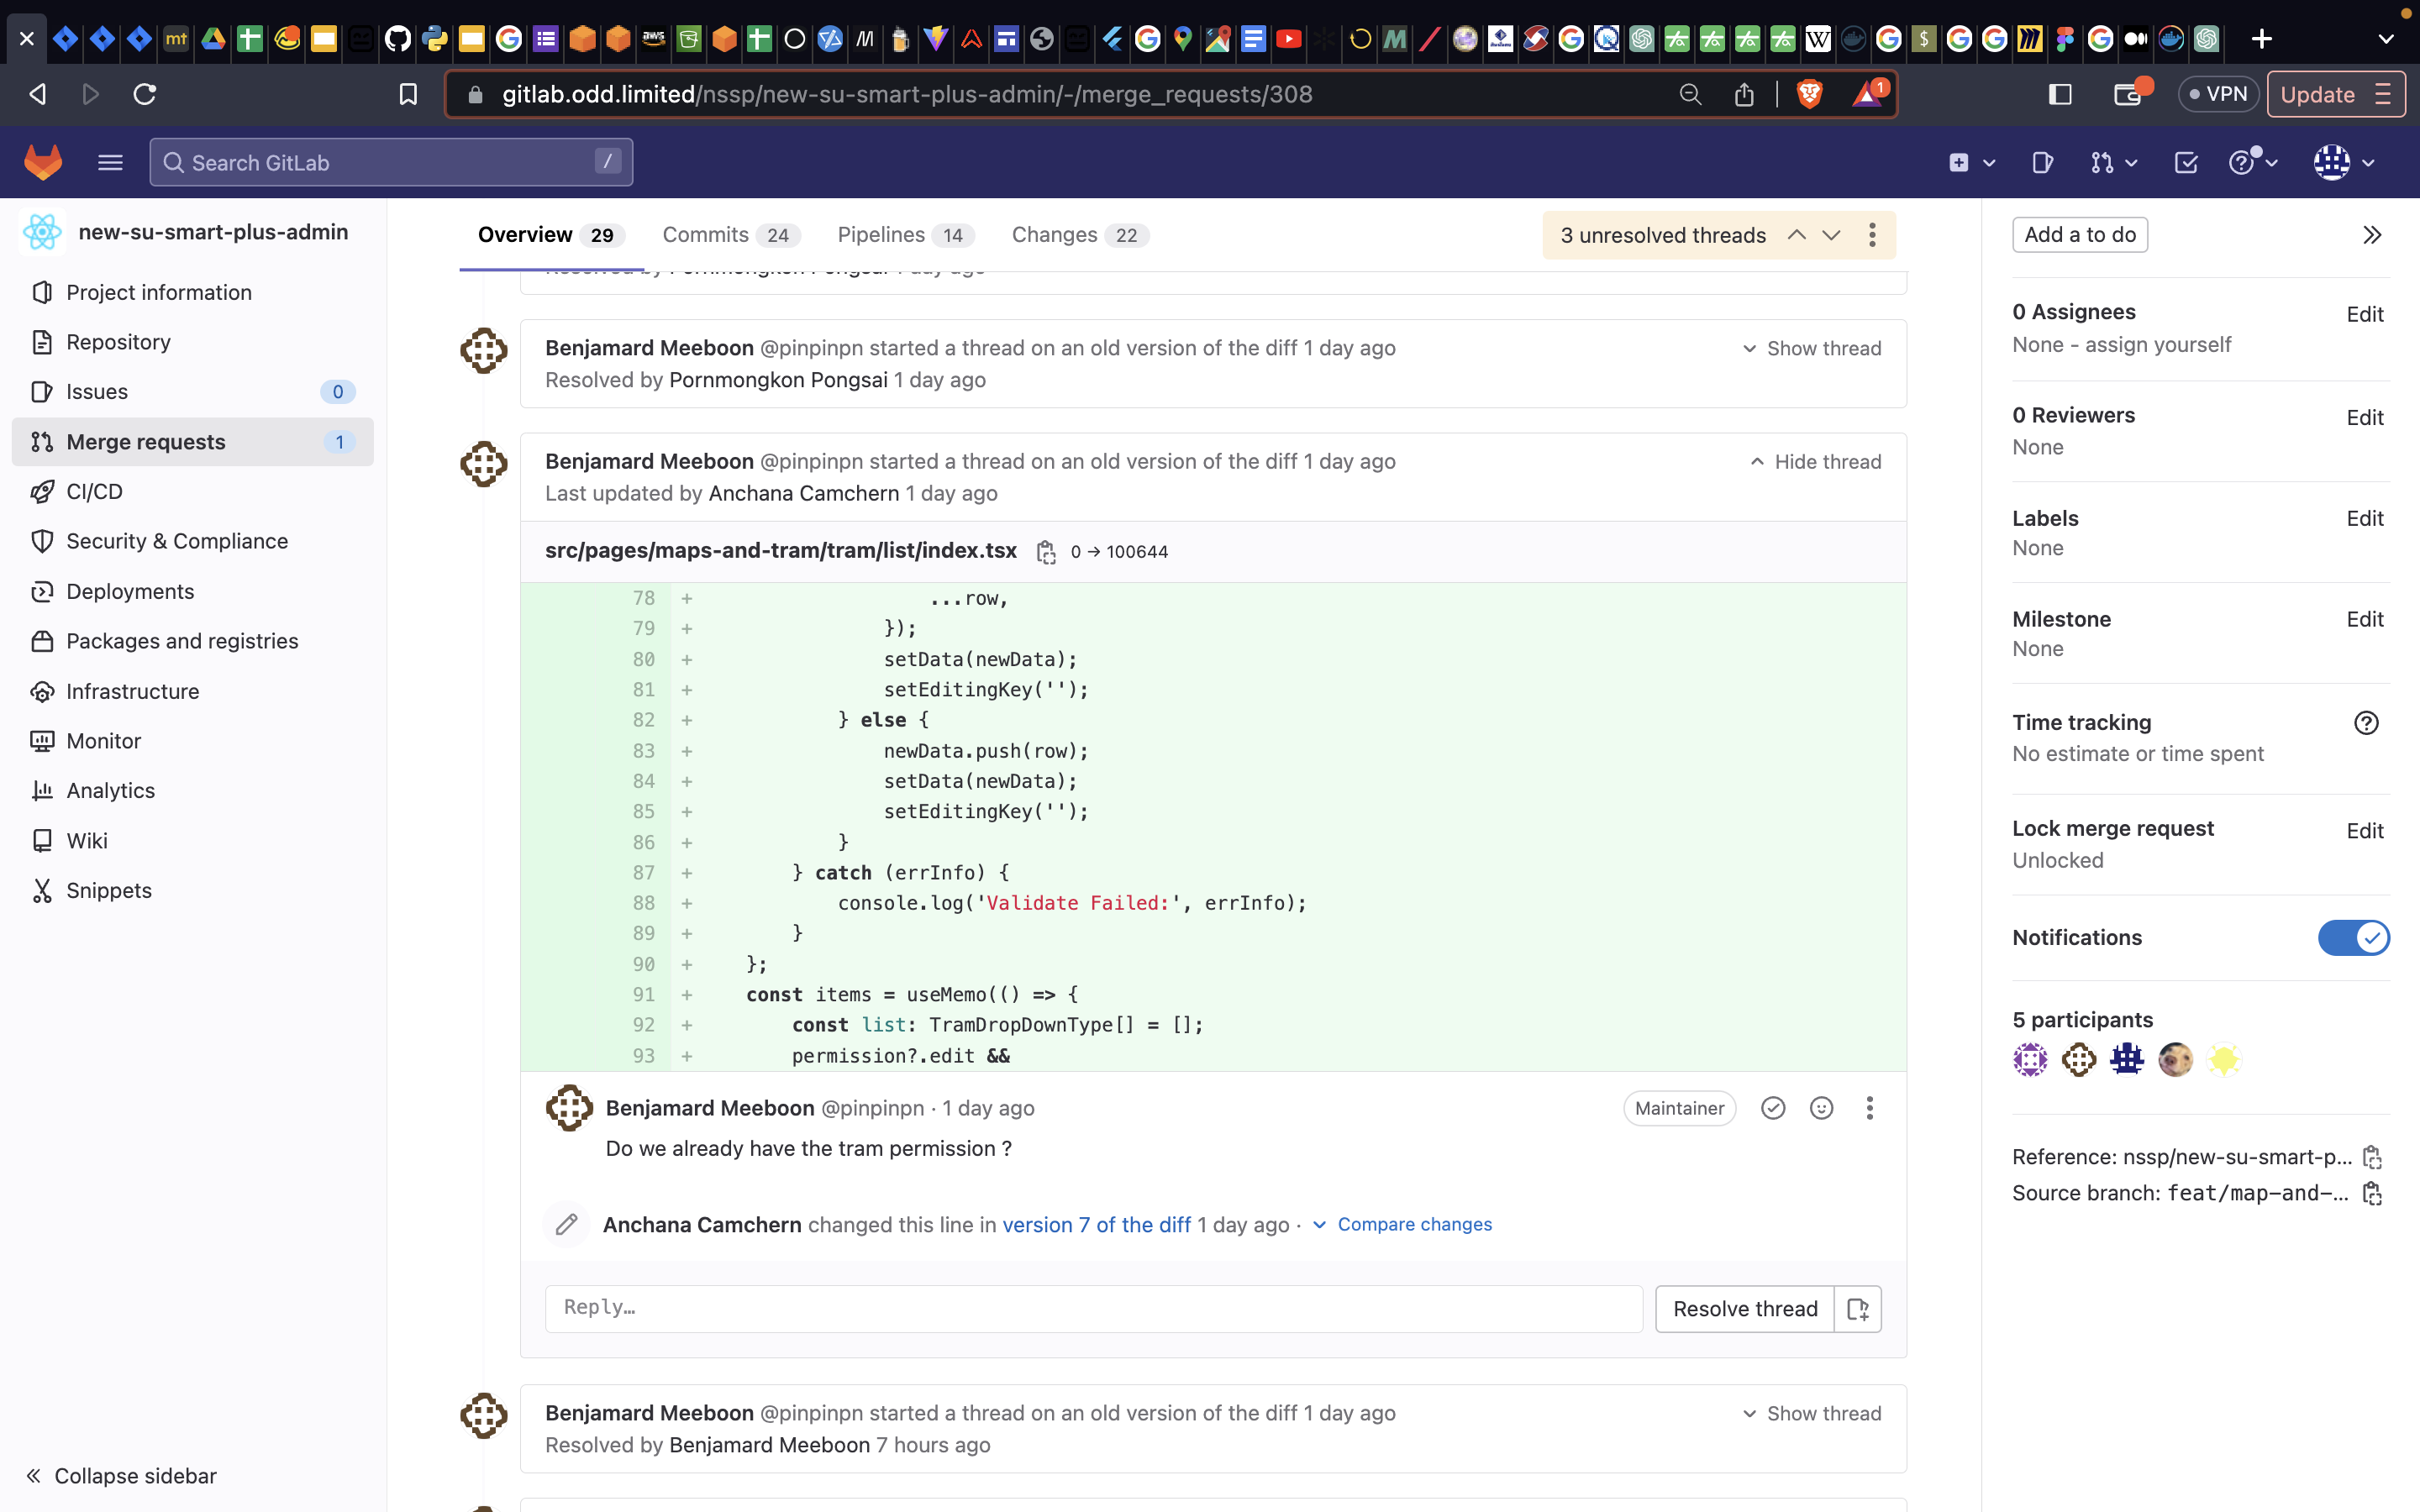 mt
aws
W
$
gitlab.odd.limited/nssp/new-su-smart-plus-admin/-/merge_requests/308
1
VPN
Update
Search GitLab
/
new-su-smart-plus-admin
Project information
Repository
Issues
0
Merge requests
1
CI/CD
Security & Compliance
Deployments
Packages and registries
Infrastructure
Monitor
Analytics
Wiki
Snippets
Collapse sidebar
Overview 29
Commits 24
Pipelines 14
Changes 22
3 unresolved threads
Resolved by Pornmongkon Pongsai 1 day ago
Benjamard Meeboon @pinpinpn started a thread on an old version of the diff 1 day ago
Show thread
Resolved by Pornmongkon Pongsai 1 day ago
Benjamard Meeboon @pinpinpn started a thread on an old version of the diff 1 day ago
Hide thread
Last updated by Anchana Camchern 1 day ago
src/pages/maps-and-tram/tram/list/index.tsx 0 → 100644
78 + ...row,
79 + });
80 + setData(newData);
81 + setEditingKey('');
82 + } else {
83 + newData.push(row);
84 + setData(newData);
85 + setEditingKey('');
86 + }
87 + } catch (errInfo) {
88 + console.log('Validate Failed:', errInfo);
89 + }
90 + };
91 + const items = useMemo(() => {
92 + const list: TramDropDownType[] = [];
93 + permission?.edit &&
Benjamard Meeboon @pinpinpn · 1 day ago
Maintainer
Do we already have the tram permission ?
Anchana Camchern changed this line in version 7 of the diff 1 day ago · Compare changes
Reply…
Resolve thread
Benjamard Meeboon @pinpinpn started a thread on an old version of the diff 1 day ago
Show thread
Resolved by Benjamard Meeboon 7 hours ago
Add a to do
0 Assignees
Edit
None - assign yourself
0 Reviewers
Edit
None
Labels
Edit
None
Milestone
Edit
None
Time tracking
No estimate or time spent
Lock merge request
Edit
Unlocked
Notifications
5 participants
Reference: nssp/new-su-smart-p...
Source branch: feat/map-and-...